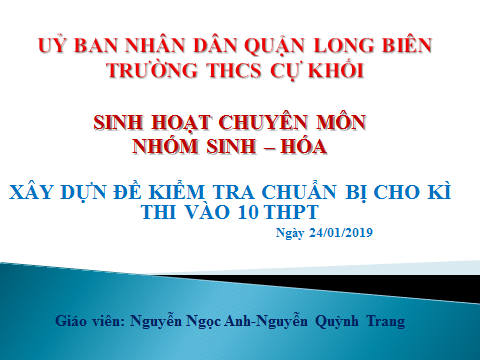 UỶ BAN NHÂN DÂN QUẬN LONG BIÊN
TRƯỜNG THCS CỰ KHỐI
SINH HOẠT CHUYÊN MÔN
NHÓM SINH – HÓA
XÂY DỰN ĐỀ KIỂM TRA CHUẨN BỊ CHO KÌ
THI VÀO 10 THPT
Ngày 24/01/2019
Giáo viên: Nguyễn Ngọc Anh-Nguyễn Quỳnh Trang